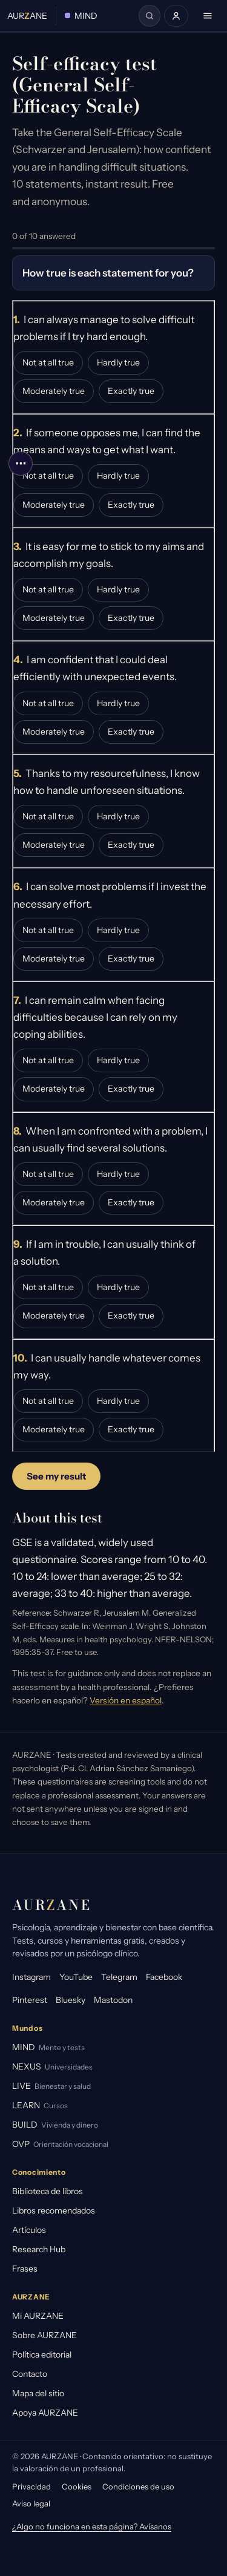 AURZANE MIND
Self-efficacy test
(General Self-
Efficacy Scale)
Take the General Self-Efficacy Scale
(Schwarzer and Jerusalem): how confident
you are in handling difficult situations.
10 statements, instant result. Free
and anonymous.
0 of 10 answered
How true is each statement for you?
1. I can always manage to solve difficult
problems if I try hard enough.
Not at all true Hardly true
Moderately true Exactly true
2. If someone opposes me, I can find the
means and ways to get what I want.
Not at all true Hardly true
Moderately true Exactly true
3. It is easy for me to stick to my aims and
accomplish my goals.
Not at all true Hardly true
Moderately true Exactly true
4. I am confident that I could deal
efficiently with unexpected events.
Not at all true Hardly true
Moderately true Exactly true
5. Thanks to my resourcefulness, I know
how to handle unforeseen situations.
Not at all true Hardly true
Moderately true Exactly true
6. I can solve most problems if I invest the
necessary effort.
Not at all true Hardly true
Moderately true Exactly true
7. I can remain calm when facing
difficulties because I can rely on my
coping abilities.
Not at all true Hardly true
Moderately true Exactly true
8. When I am confronted with a problem, I
can usually find several solutions.
Not at all true Hardly true
Moderately true Exactly true
9. If I am in trouble, I can usually think of
a solution.
Not at all true Hardly true
Moderately true Exactly true
10. I can usually handle whatever comes
my way.
Not at all true Hardly true
Moderately true Exactly true
See my result
About this test
GSE is a validated, widely used
questionnaire. Scores range from 10 to 40.
10 to 24: lower than average; 25 to 32:
average; 33 to 40: higher than average.
Reference: Schwarzer R, Jerusalem M. Generalized
Self-Efficacy scale. In: Weinman J, Wright S, Johnston
M, eds. Measures in health psychology. NFER-NELSON;
1995:35-37. Free to use.
This test is for guidance only and does not replace an
assessment by a health professional. ¿Prefieres
hacerlo en español? Versión en español.
AURZANE · Tests created and reviewed by a clinical
psychologist (Psi. Cl. Adrian Sánchez Samaniego).
These questionnaires are screening tools and do not
replace a professional assessment. Your answers are
not sent anywhere unless you are signed in and
choose to save them.
AURZANE
Psicología, aprendizaje y bienestar con base científica.
Tests, cursos y herramientas gratis, creados y
revisados por un psicólogo clínico.
Instagram YouTube Telegram Facebook
Pinterest Bluesky Mastodon
Mundos
MIND Mente y tests
NEXUS Universidades
LIVE Bienestar y salud
LEARN Cursos
BUILD Vivienda y dinero
OVP Orientación vocacional
Conocimiento
Biblioteca de libros
Libros recomendados
Artículos
Research Hub
Frases
AURZANE
Mi AURZANE
Sobre AURZANE
Política editorial
Contacto
Mapa del sitio
Apoya AURZANE
© 2026 AURZANE · Contenido orientativo: no sustituye
la valoración de un profesional.
Privacidad Cookies Condiciones de uso
Aviso legal
¿Algo no funciona en esta página? Avísanos